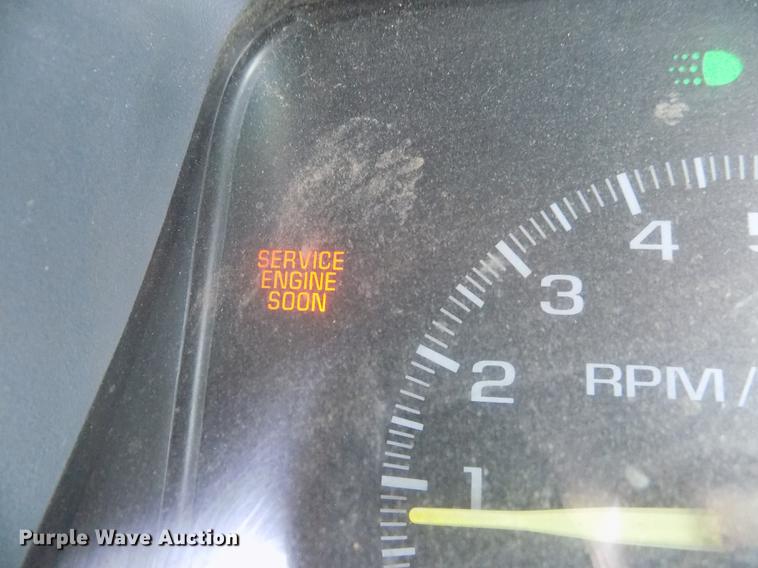 SERVICE
ENGINE
SOON
4
3
2
RPM/
1
Purple Wave Auction